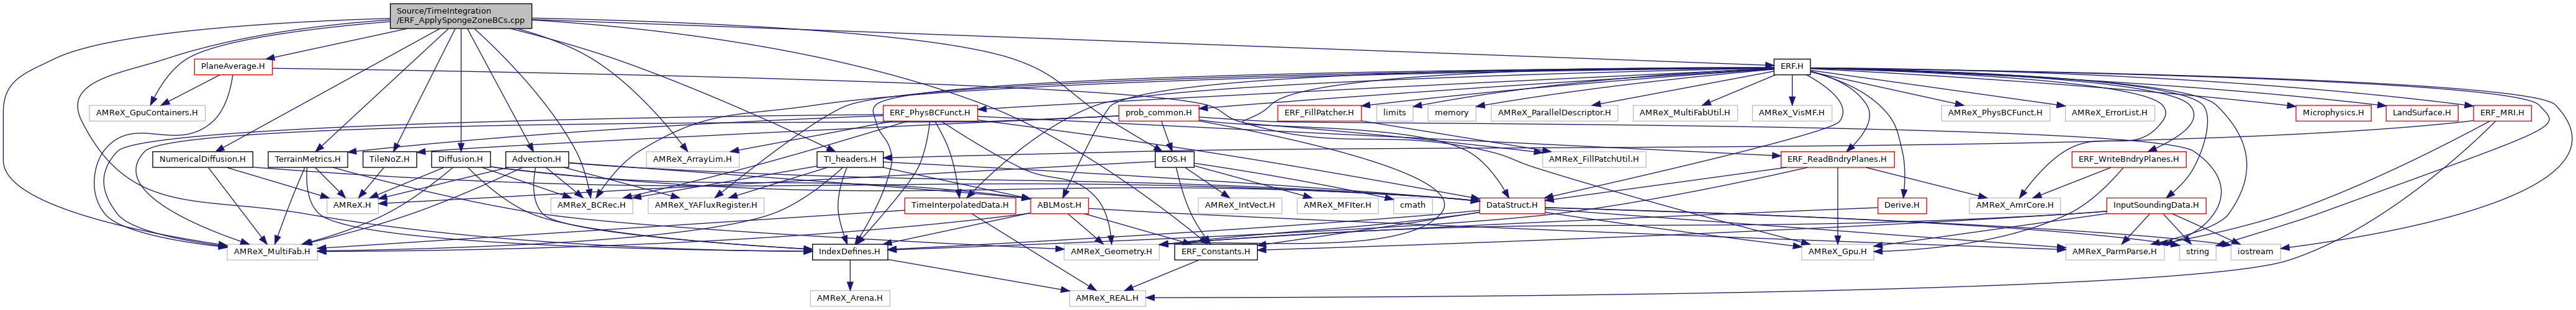 Source/TimeIntegration
/ERF_ApplySpongeZoneBCs.cpp
PlaneAverage.H
ERF.H
AMReX_GpuContainers.H
ERF_PhysBCFunct.H
prob_common.H
ERF_FillPatcher.H
limits
memory
AMReX_ParallelDescriptor.H
AMReX_MultiFabUtil.H
AMReX_VisMF.H
AMReX_PhysBCFunct.H
AMReX_ErrorList.H
Microphysics.H
LandSurface.H
ERF_MRI.H
NumericalDiffusion.H
TerrainMetrics.H
TileNoZ.H
Diffusion.H
Advection.H
AMReX_ArrayLim.H
TI_headers.H
EOS.H
AMReX_FillPatchUtil.H
ERF_ReadBndryPlanes.H
ERF_WriteBndryPlanes.H
AMReX.H
AMReX_BCRec.H
AMReX_YAFluxRegister.H
TimeInterpolatedData.H
ABLMost.H
AMReX_IntVect.H
AMReX_MFIter.H
cmath
DataStruct.H
Derive.H
AMReX_AmrCore.H
InputSoundingData.H
AMReX_MultiFab.H
IndexDefines.H
AMReX_Geometry.H
ERF_Constants.H
AMReX_Gpu.H
AMReX_ParmParse.H
string
iostream
AMReX_Arena.H
AMReX_REAL.H